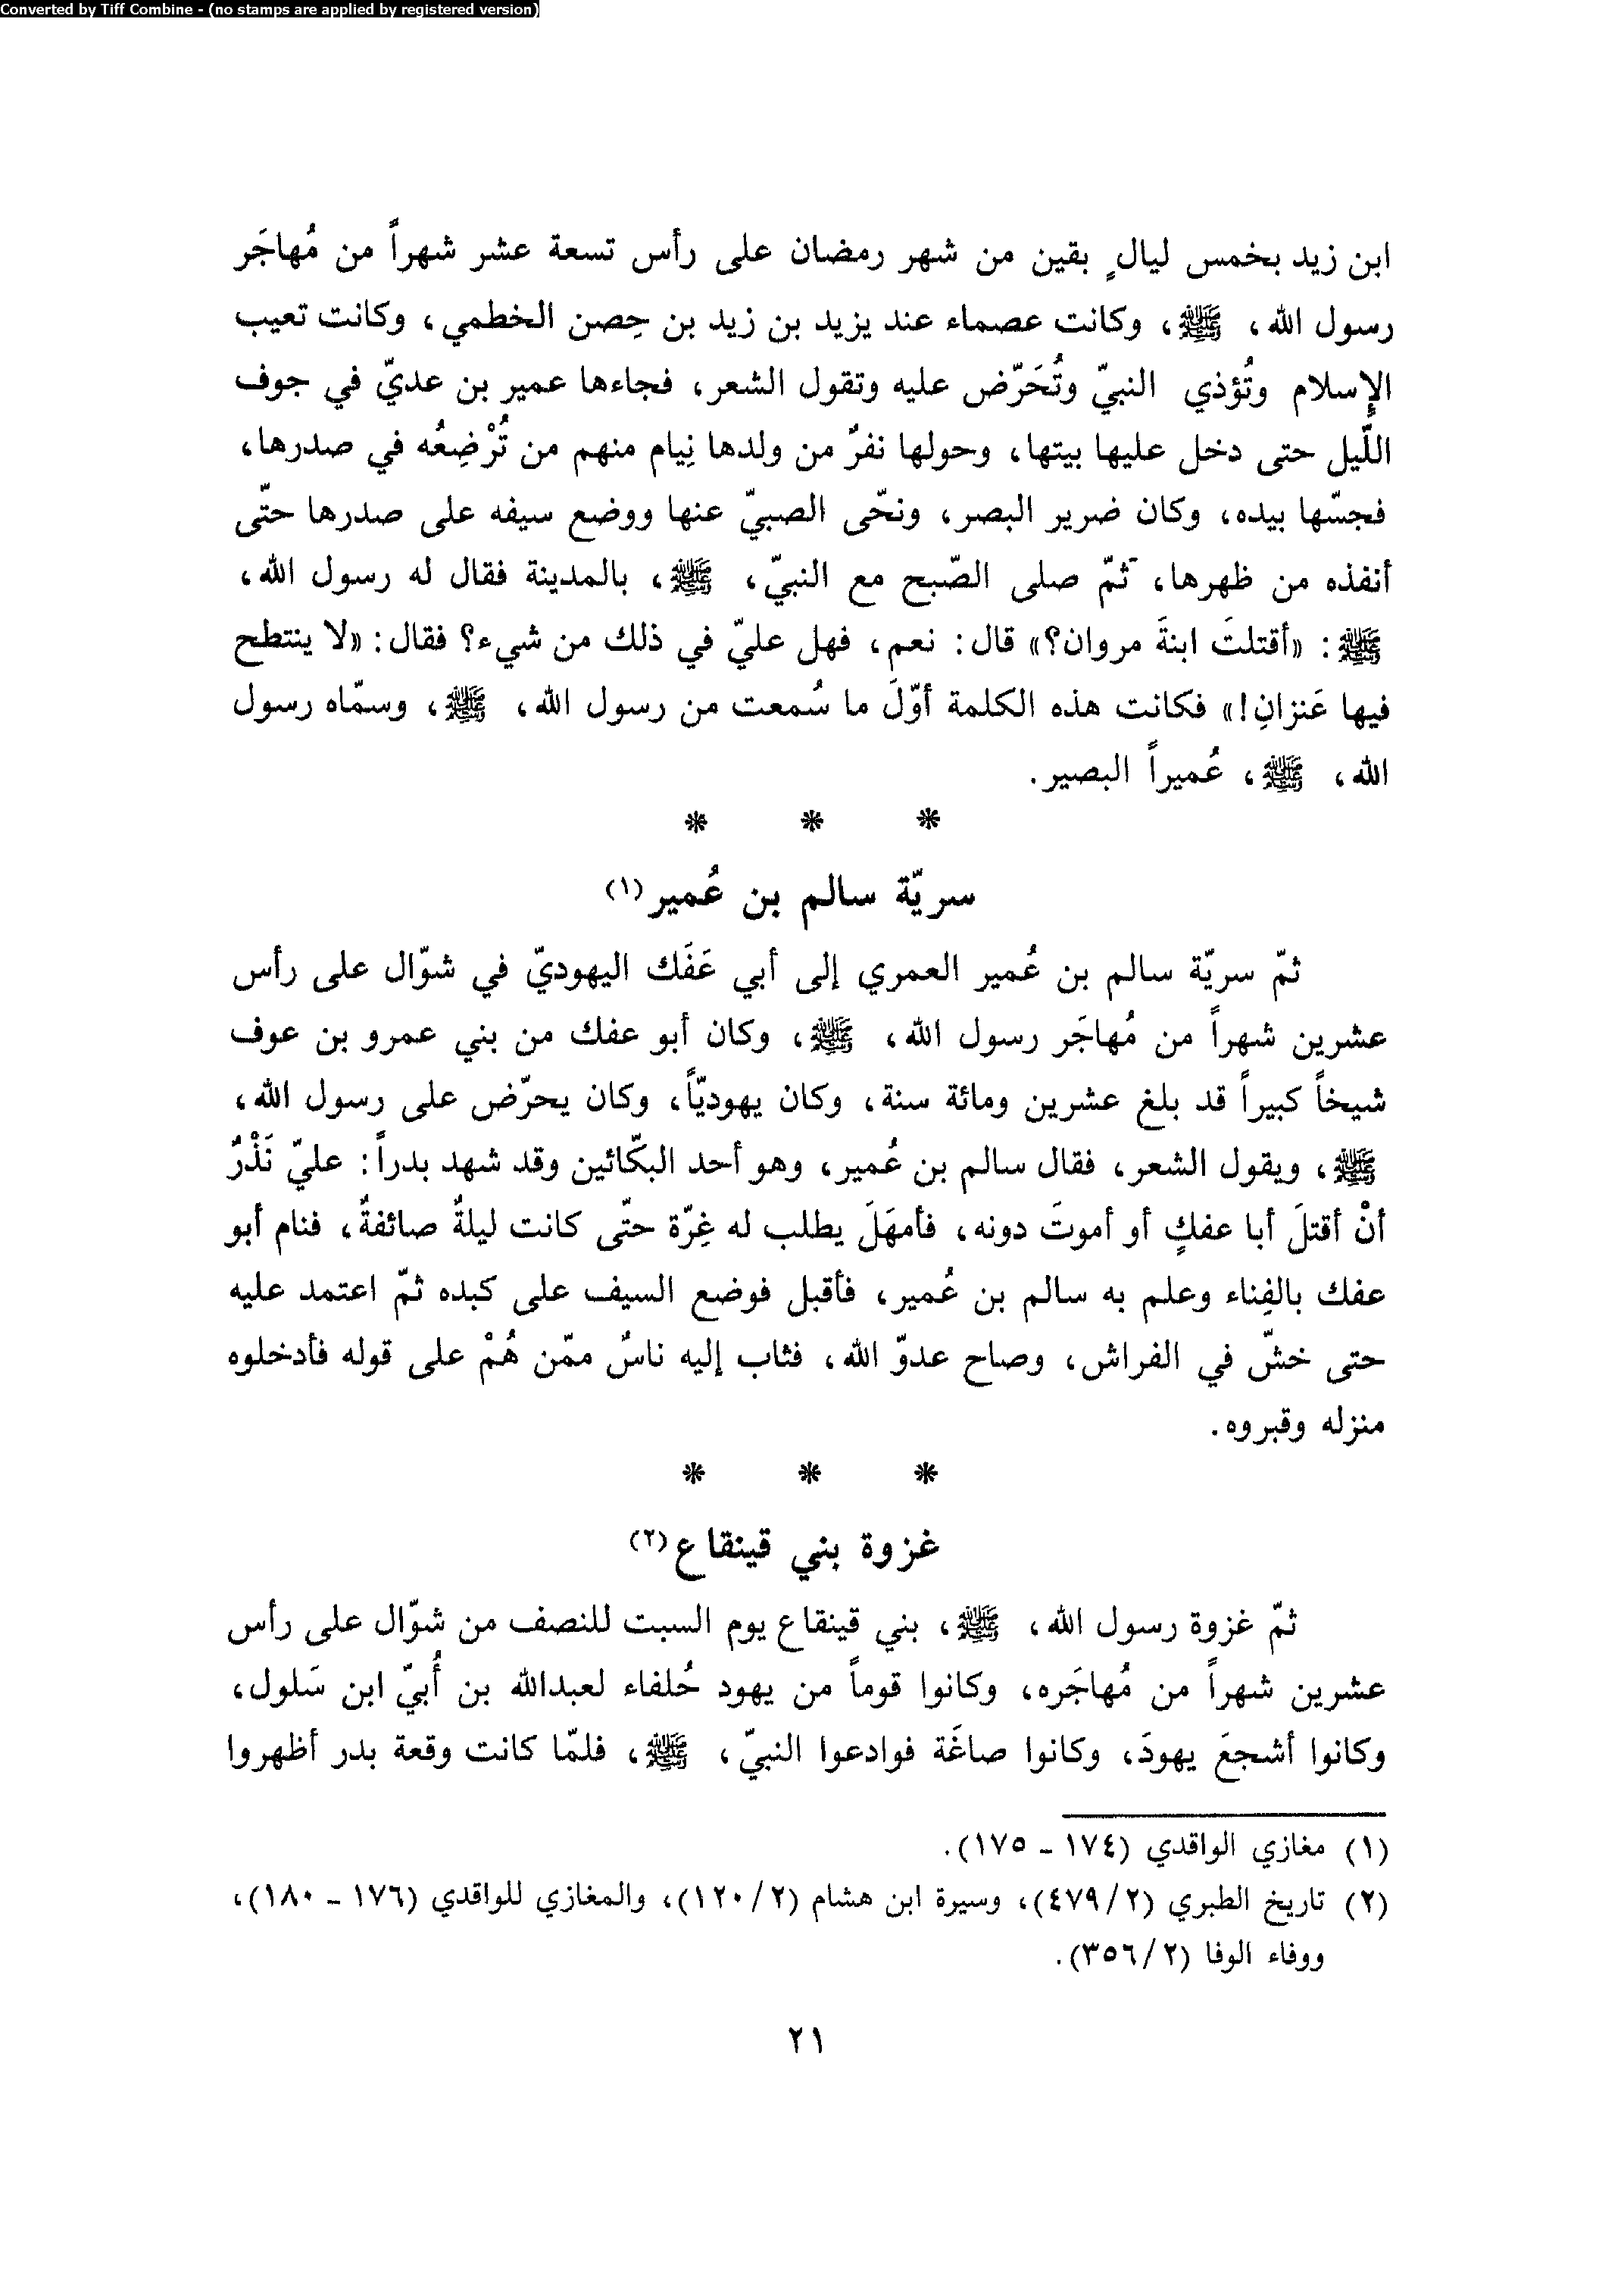 Converted by Tiff Combine - (no stamps are applied by registered version)
ابن زيد بخمس ليالٍ بقين من شهر رمضان على رأس تسعة عشر شهراً من مُهاجَر
رسول الله، ﷺ، وكانت عصماء عند يزيد بن زيد بن حِصن الخطمي، وكانت تعيب
الإسلام وتُؤذي النبيّ وتُحَرّض عليه وتقول الشعر، فجاءها عمير بن عديّ في جوف
اللّيل حتى دخل عليها بيتها، وحولها نفرٌ من ولدها نِيام منهم من تُرْضِعُه في صدرها،
فجسّها بيده، وكان ضرير البصر، ونحّى الصبيّ عنها ووضع سيفه على صدرها حتّى
أنفذه من ظهرها، ثمّ صلى الصّبح مع النبيّ، ﷺ، بالمدينة فقال له رسول الله،
ﷺ: «أقتلتَ ابنةَ مروان؟» قال: نعم، فهل عليّ في ذلك من شيء؟ فقال: «لا ينتطح
فيها عَنزانِ!» فكانت هذه الكلمة أوّلَ ما سُمعت من رسول الله، ﷺ، وسمّاه رسول
الله، ﷺ، عُميراً البصير.
* * *
سريّة سالم بن عُمير(١)
ثمّ سريّة سالم بن عُمير العمري إلى أبي عَفَك اليهوديّ في شوّال على رأس
عشرين شهراً من مُهاجَر رسول الله، ﷺ، وكان أبو عفك من بني عمرو بن عوف
شيخاً كبيراً قد بلغ عشرين ومائة سنة، وكان يهوديّاً، وكان يحرّض على رسول الله،
ﷺ، ويقول الشعر، فقال سالم بن عُمير، وهو أحد البكّائين وقد شهد بدراً: عليّ نَذْرٌ
أنْ أقتلَ أبا عفكٍ أو أموتَ دونه، فأمهَلَ يطلب له غِرّة حتّى كانت ليلةٌ صائفةٌ، فنام أبو
عفك بالفِناء وعلم به سالم بن عُمير، فأقبل فوضع السيف على كبده ثمّ اعتمد عليه
حتى خشّ في الفراش، وصاح عدوّ الله، فثاب إليه ناسٌ ممّن هُمْ على قوله فأدخلوه
منزله وقبروه.
* * *
غزوة بني قينقاع(٢)
ثمّ غزوة رسول الله، ﷺ، بني قينقاع يوم السبت للنصف من شوّال على رأس
عشرين شهراً من مُهاجَره، وكانوا قوماً من يهود حُلفاء لعبدالله بن أُبيّ ابن سَلول،
وكانوا أشجعَ يهودَ، وكانوا صاغَة فوادعوا النبيّ، ﷺ، فلمّا كانت وقعة بدر أظهروا
(١) مغازي الواقدي (١٧٤ - ١٧٥).
(٢) تاريخ الطبري (٤٧٩/٢)، وسيرة ابن هشام (١٢٠/٢)، والمغازي للواقدي (١٧٦ - ١٨٠)،
ووفاء الوفا (٣٥٦/٢).
٢١